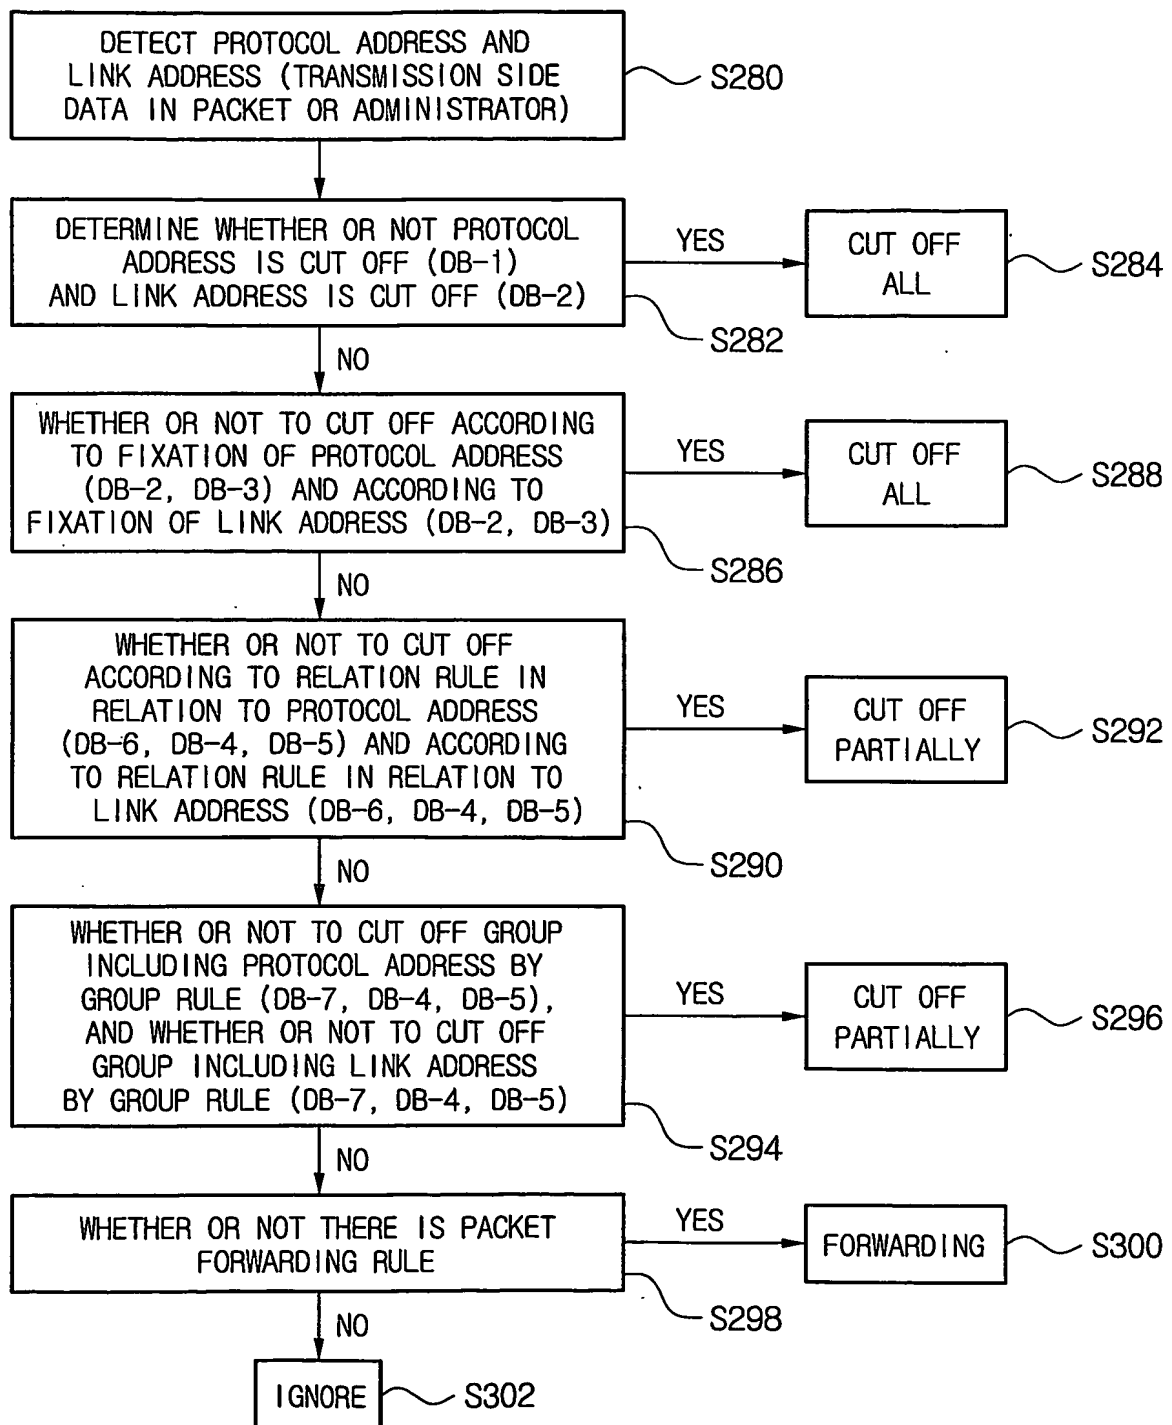 DETECT PROTOCOL ADDRESS AND
LINK ADDRESS (TRANSMISSION SIDE
DATA IN PACKET OR ADMINISTRATOR)
S280
DETERMINE WHETHER OR NOT PROTOCOL
ADDRESS IS CUT OFF (DB-1)
AND LINK ADDRESS IS CUT OFF (DB-2)
S282
YES
CUT OFF
ALL
S284
NO
WHETHER OR NOT TO CUT OFF ACCORDING
TO FIXATION OF PROTOCOL ADDRESS
(DB-2, DB-3) AND ACCORDING TO
FIXATION OF LINK ADDRESS (DB-2, DB-3)
S286
YES
CUT OFF
ALL
S288
NO
WHETHER OR NOT TO CUT OFF
ACCORDING TO RELATION RULE IN
RELATION TO PROTOCOL ADDRESS
(DB-6, DB-4, DB-5) AND ACCORDING
TO RELATION RULE IN RELATION TO
LINK ADDRESS (DB-6, DB-4, DB-5)
S290
YES
CUT OFF
PARTIALLY
S292
NO
WHETHER OR NOT TO CUT OFF GROUP
INCLUDING PROTOCOL ADDRESS BY
GROUP RULE (DB-7, DB-4, DB-5),
AND WHETHER OR NOT TO CUT OFF
GROUP INCLUDING LINK ADDRESS
BY GROUP RULE (DB-7, DB-4, DB-5)
S294
YES
CUT OFF
PARTIALLY
S296
NO
WHETHER OR NOT THERE IS PACKET
FORWARDING RULE
S298
YES
FORWARDING
S300
NO
IGNORE
S302